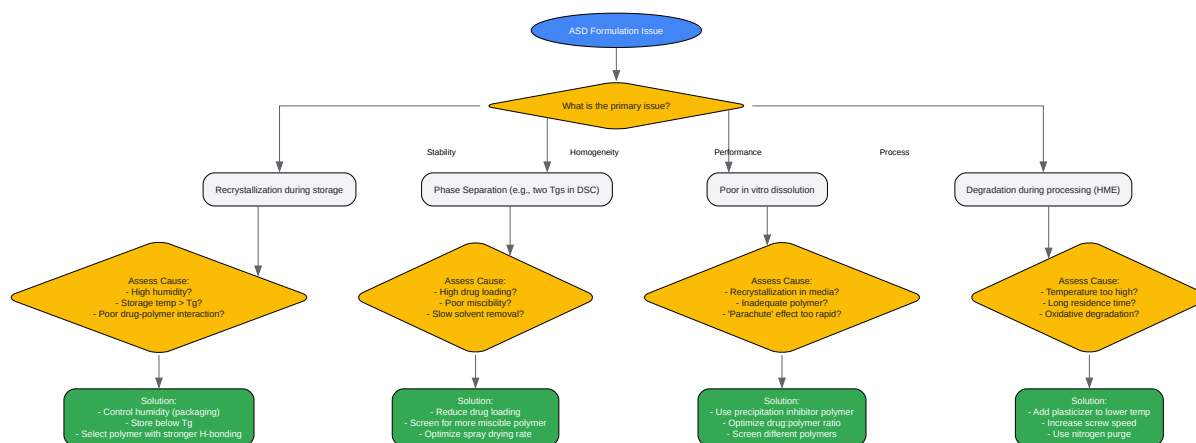 ASD Formulation Issue
What is the primary issue?
Stability
Homogeneity
Performance
Process
Recrystallization during storage
Phase Separation (e.g., two Tgs in DSC)
Poor in vitro dissolution
Degradation during processing (HME)
Assess Cause:
- High humidity?
- Storage temp > Tg?
- Poor drug-polymer interaction?
Assess Cause:
- High drug loading?
- Poor miscibility?
- Slow solvent removal?
Assess Cause:
- Recrystallization in media?
- Inadequate polymer?
- 'Parachute' effect too rapid?
Assess Cause:
- Temperature too high?
- Long residence time?
- Oxidative degradation?
Solution:
- Control humidity (packaging)
- Store below Tg
- Select polymer with stronger H-bonding
Solution:
- Reduce drug loading
- Screen for more miscible polymer
- Optimize spray drying rate
Solution:
- Use precipitation inhibitor polymer
- Optimize drug:polymer ratio
- Screen different polymers
Solution:
- Add plasticizer to lower temp
- Increase screw speed
- Use nitrogen purge